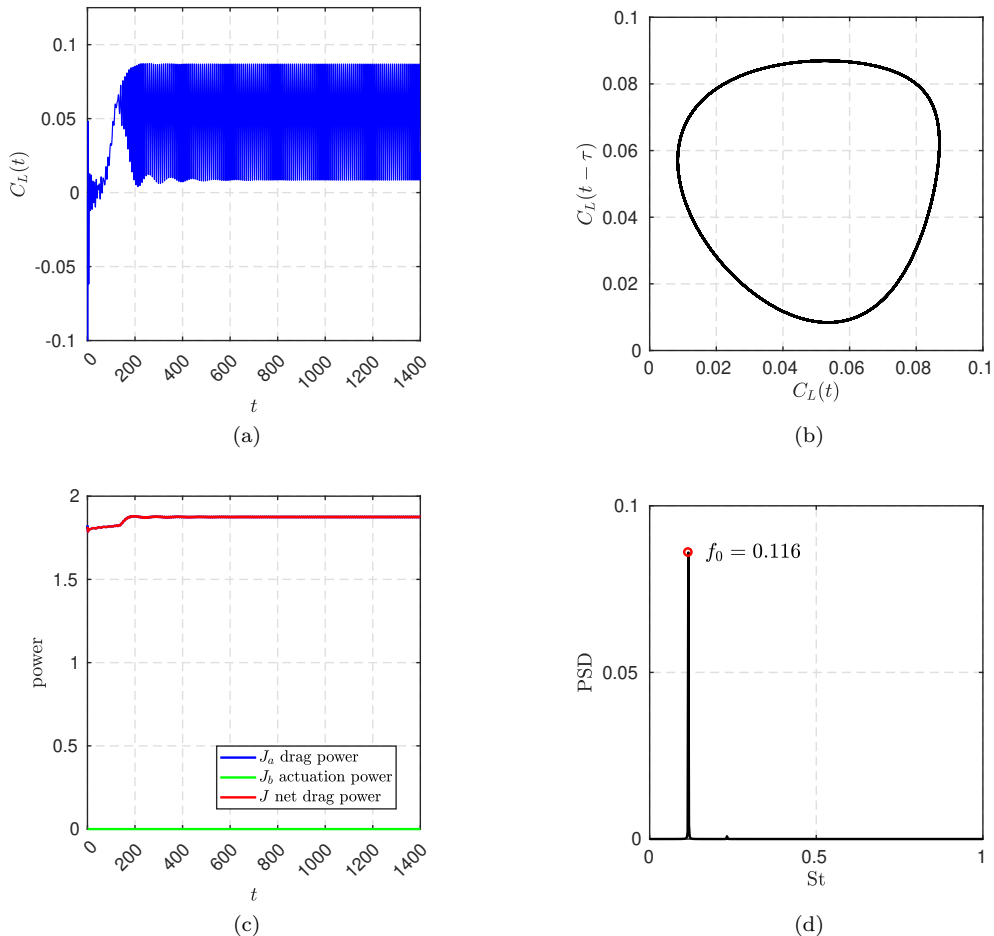 0.1
0.05
0
-0.05
-0.1
C_L(t)
0 200 400 600 800 1000 1200 1400
t
(a)
0.1
0.08
0.06
0.04
0.02
0
C_L(t − τ)
0 0.02 0.04 0.06 0.08 0.1
C_L(t)
(b)
2
1.5
1
0.5
0
power
J_a drag power
J_b actuation power
J net drag power
0 200 400 600 800 1000 1200 1400
t
(c)
0.1
0.05
0
PSD
f_0 = 0.116
0 0.5 1
St
(d)